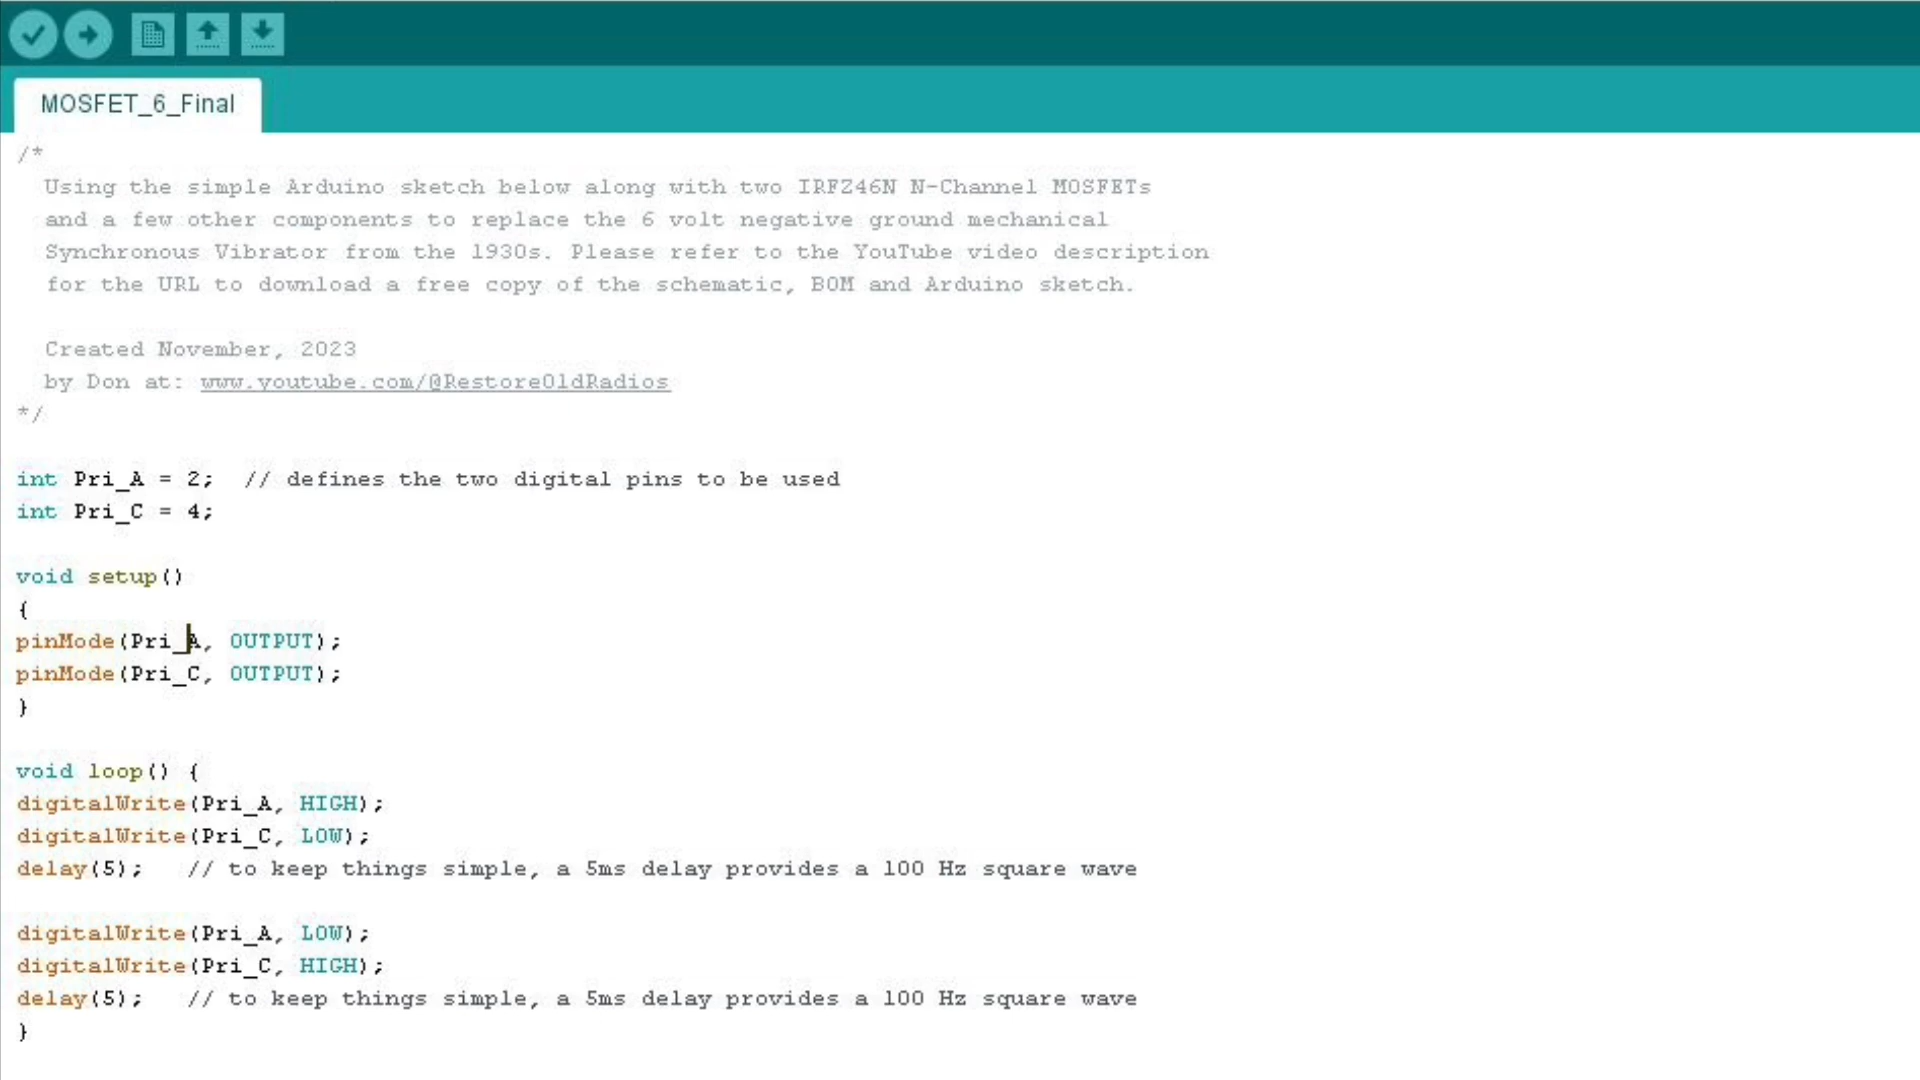 MOSFET_6_Final
/*
Using the simple Arduino sketch below along with two IRFZ46N N-Channel MOSFETs
and a few other components to replace the 6 volt negative ground mechanical
Synchronous Vibrator from the 1930s. Please refer to the YouTube video description
for the URL to download a free copy of the schematic, BOM and Arduino sketch.
Created November, 2023
by Don at: www.youtube.com/@RestoreOldRadios
*/
int Pri_A = 2;  // defines the two digital pins to be used
int Pri_C = 4;
void setup()
{
pinMode(Pri_A, OUTPUT);
pinMode(Pri_C, OUTPUT);
}
void loop() {
digitalWrite(Pri_A, HIGH);
digitalWrite(Pri_C, LOW);
delay(5);   // to keep things simple, a 5ms delay provides a 100 Hz square wave
digitalWrite(Pri_A, LOW);
digitalWrite(Pri_C, HIGH);
delay(5);   // to keep things simple, a 5ms delay provides a 100 Hz square wave
}